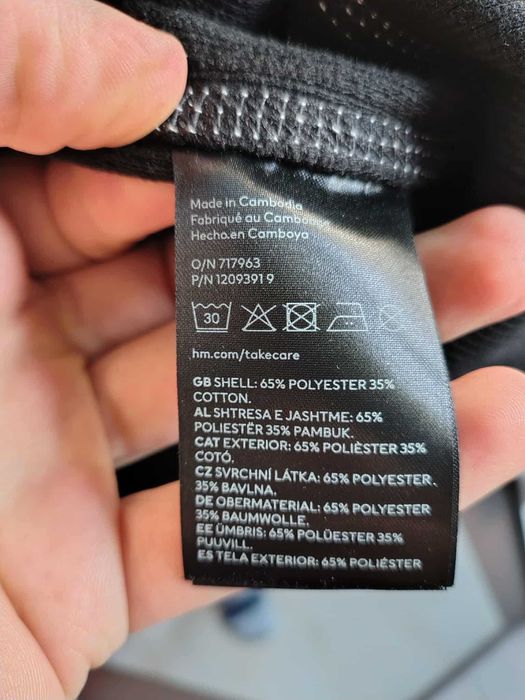 Made in Cambodia
Fabriqué au Cambodge
Hecho.en Camboya
O/N 717963
P/N 1209391 9
30
hm.com/takecare
GB SHELL: 65% POLYESTER 35%
COTTON.
AL SHTRESA E JASHTME: 65%
POLIESTËR 35% PAMBUK.
CAT EXTERIOR: 65% POLIÈSTER 35%
COTÓ.
CZ SVRCHNÍ LÁTKA: 65% POLYESTER,
35% BAVLNA.
DE OBERMATERIAL: 65% POLYESTER
35% BAUMWOLLE.
EE ÜMBRIS: 65% POLÜESTER 35%
PUUVILL.
ES TELA EXTERIOR: 65% POLIÉSTER